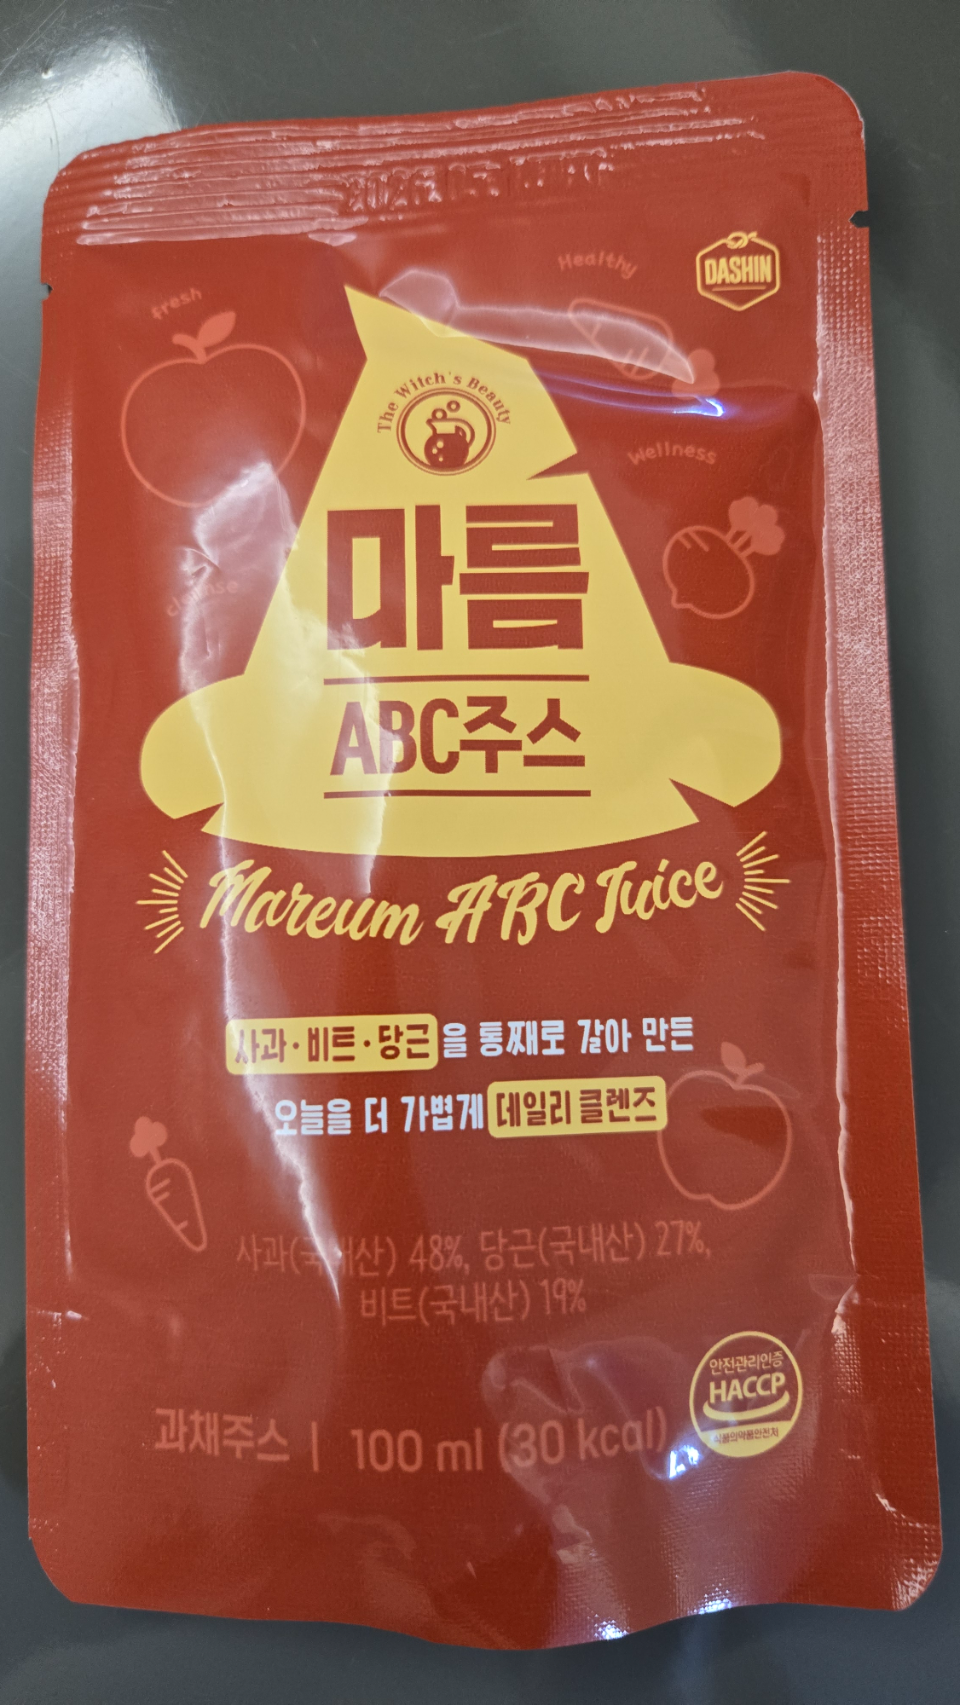 Healthy
DASHIN
fresh
The Witch's Beauty
Wellness
마름
cleanse
ABC주스
Mareum ABC Juice
사과·비트·당근을 통째로 갈아 만든
오늘을 더 가볍게 데일리 클렌즈
사과(국내산) 48%, 당근(국내산) 27%,
비트(국내산) 19%
안전관리인증
HACCP
식품의약품안전처
과채주스 | 100 ml (30 kcal)